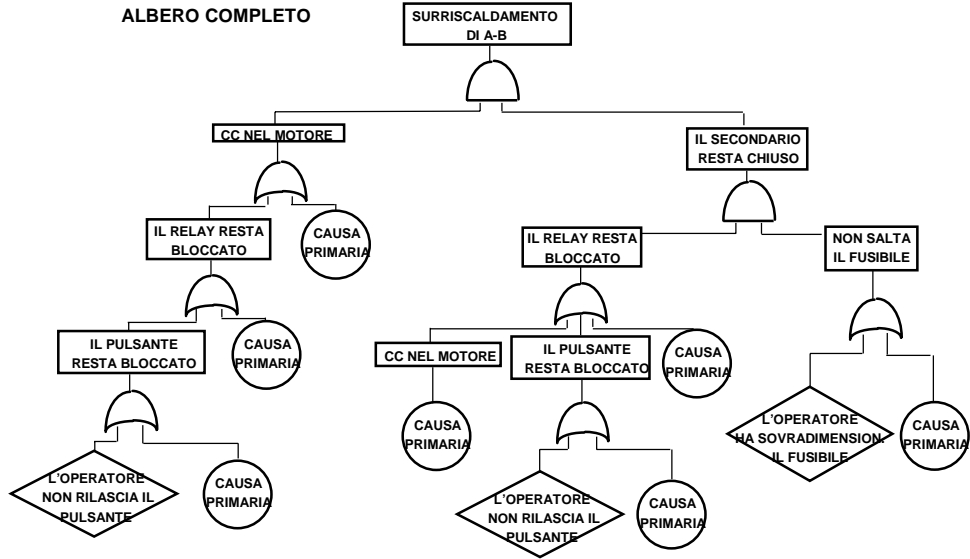 ALBERO COMPLETO
SURRISCALDAMENTO
DI A-B
CC NEL MOTORE
IL SECONDARIO
RESTA CHIUSO
IL RELAY RESTA
BLOCCATO
CAUSA
PRIMARIA
IL RELAY RESTA
BLOCCATO
NON SALTA
IL FUSIBILE
IL PULSANTE
RESTA BLOCCATO
CAUSA
PRIMARIA
CC NEL MOTORE
IL PULSANTE
RESTA BLOCCATO
CAUSA
PRIMARIA
CAUSA
PRIMARIA
L'OPERATORE
HA SOVRADIMENSION.
IL FUSIBILE
CAUSA
PRIMARIA
L'OPERATORE
NON RILASCIA IL
PULSANTE
CAUSA
PRIMARIA
L'OPERATORE
NON RILASCIA IL
PULSANTE
CAUSA
PRIMARIA